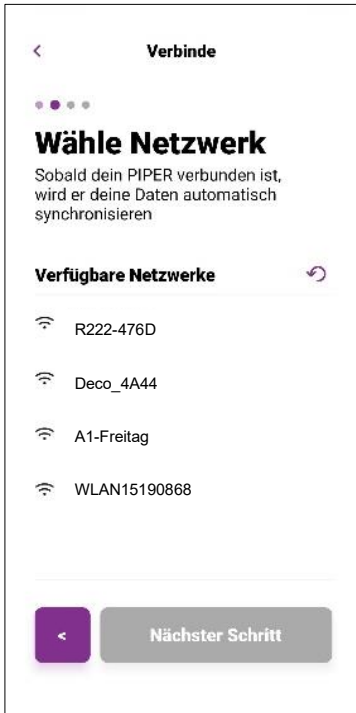 Verbinde
Wähle Netzwerk
Sobald dein PIPER verbunden ist,
wird er deine Daten automatisch
synchronisieren
Verfügbare Netzwerke
R222-476D
Deco_4A44
A1-Freitag
WLAN15190868
< Nächster Schritt